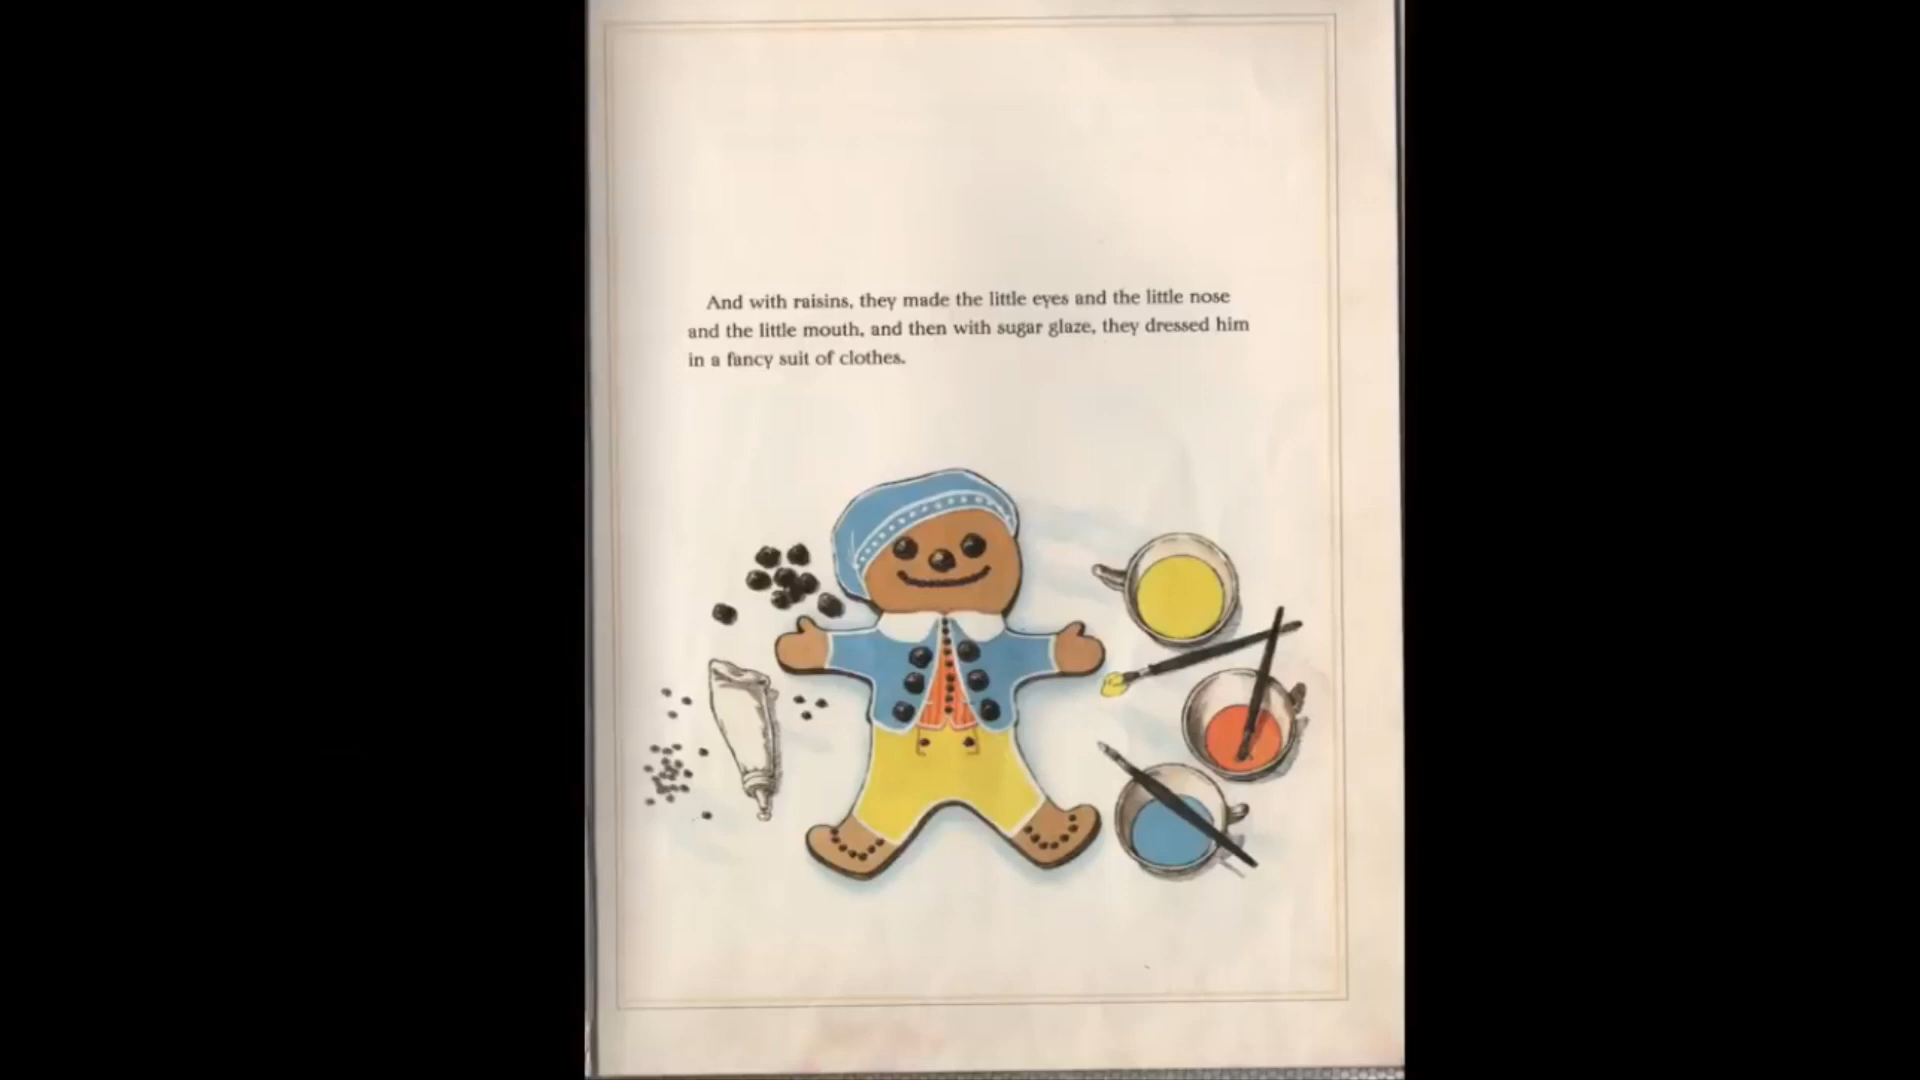 And with raisins, they made the little eyes and the little nose
and the little mouth, and then with sugar glaze, they dressed him
in a fancy suit of clothes.